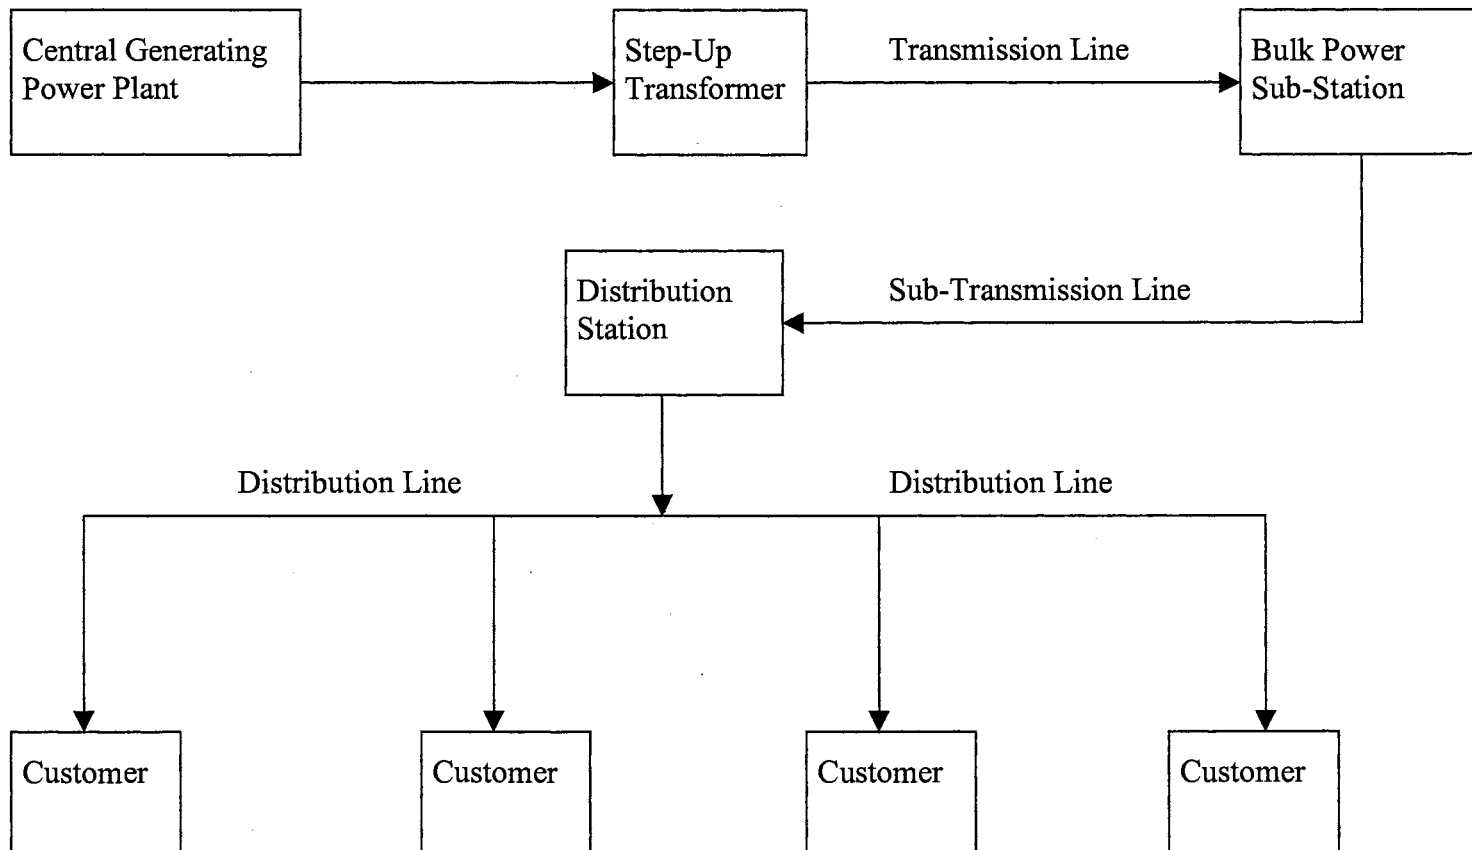 Central Generating
Power Plant
Step-Up
Transformer
Transmission Line
Bulk Power
Sub-Station
Distribution
Station
Sub-Transmission Line
Distribution Line
Distribution Line
Customer
Customer
Customer
Customer